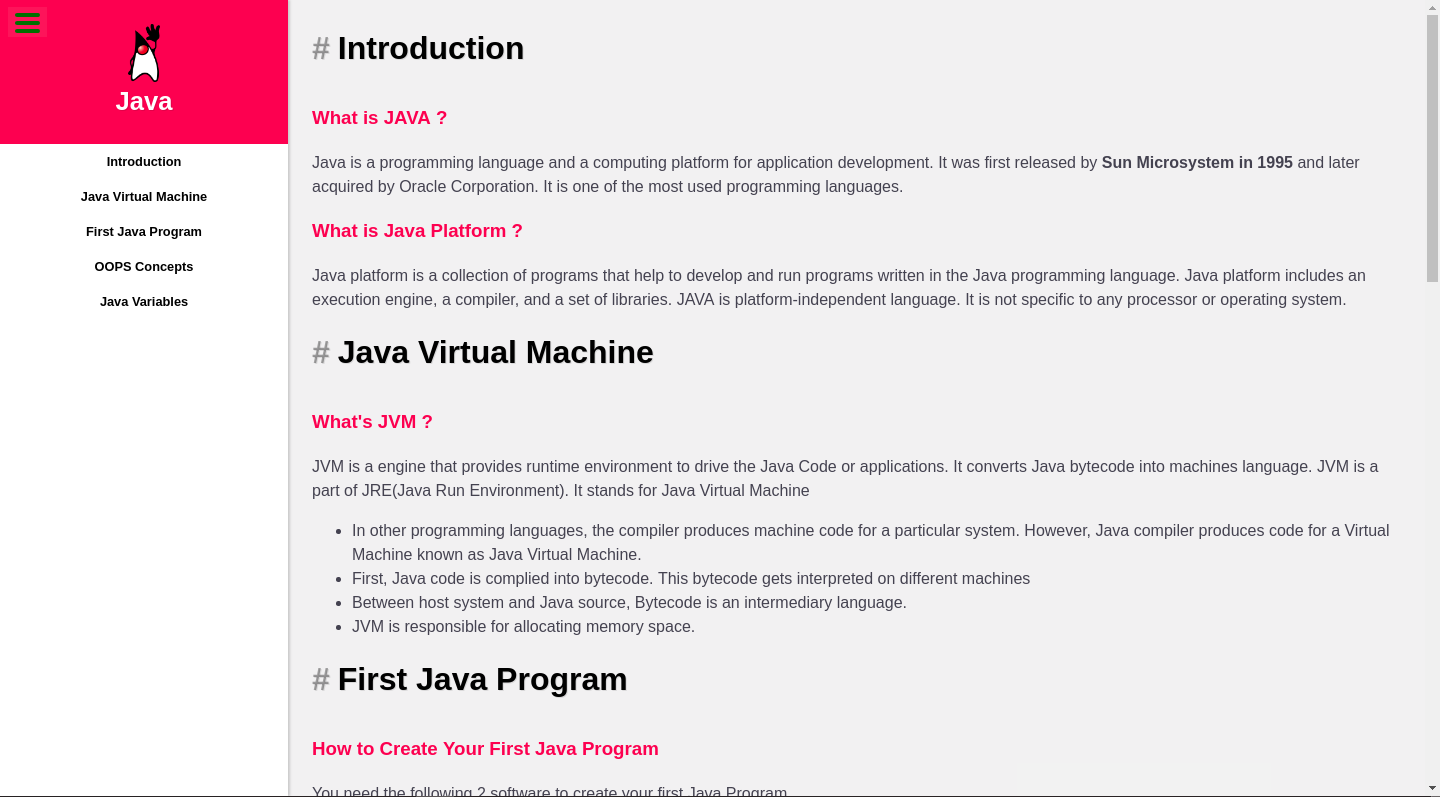 Java
Introduction
Java Virtual Machine
First Java Program
OOPS Concepts
Java Variables
# Introduction
What is JAVA ?
Java is a programming language and a computing platform for application development. It was first released by Sun Microsystem in 1995 and later
acquired by Oracle Corporation. It is one of the most used programming languages.
What is Java Platform ?
Java platform is a collection of programs that help to develop and run programs written in the Java programming language. Java platform includes an
execution engine, a compiler, and a set of libraries. JAVA is platform-independent language. It is not specific to any processor or operating system.
# Java Virtual Machine
What's JVM ?
JVM is a engine that provides runtime environment to drive the Java Code or applications. It converts Java bytecode into machines language. JVM is a
part of JRE(Java Run Environment). It stands for Java Virtual Machine
• In other programming languages, the compiler produces machine code for a particular system. However, Java compiler produces code for a Virtual
Machine known as Java Virtual Machine.
• First, Java code is complied into bytecode. This bytecode gets interpreted on different machines
• Between host system and Java source, Bytecode is an intermediary language.
• JVM is responsible for allocating memory space.
# First Java Program
How to Create Your First Java Program
You need the following 2 software to create your first Java Program